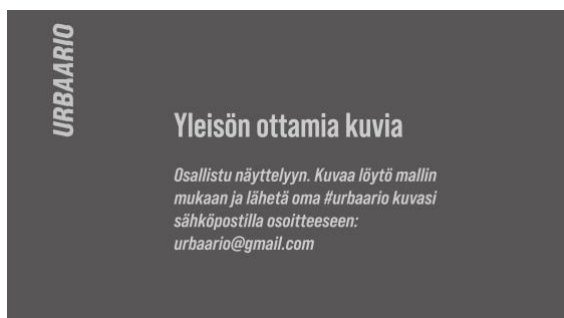 URBAARIO
Yleisön ottamia kuvia
Osallistu näyttelyyn. Kuvaa löytö mallin
mukaan ja lähetä oma #urbaario kuvasi
sähköpostilla osoitteeseen:
urbaario@gmail.com